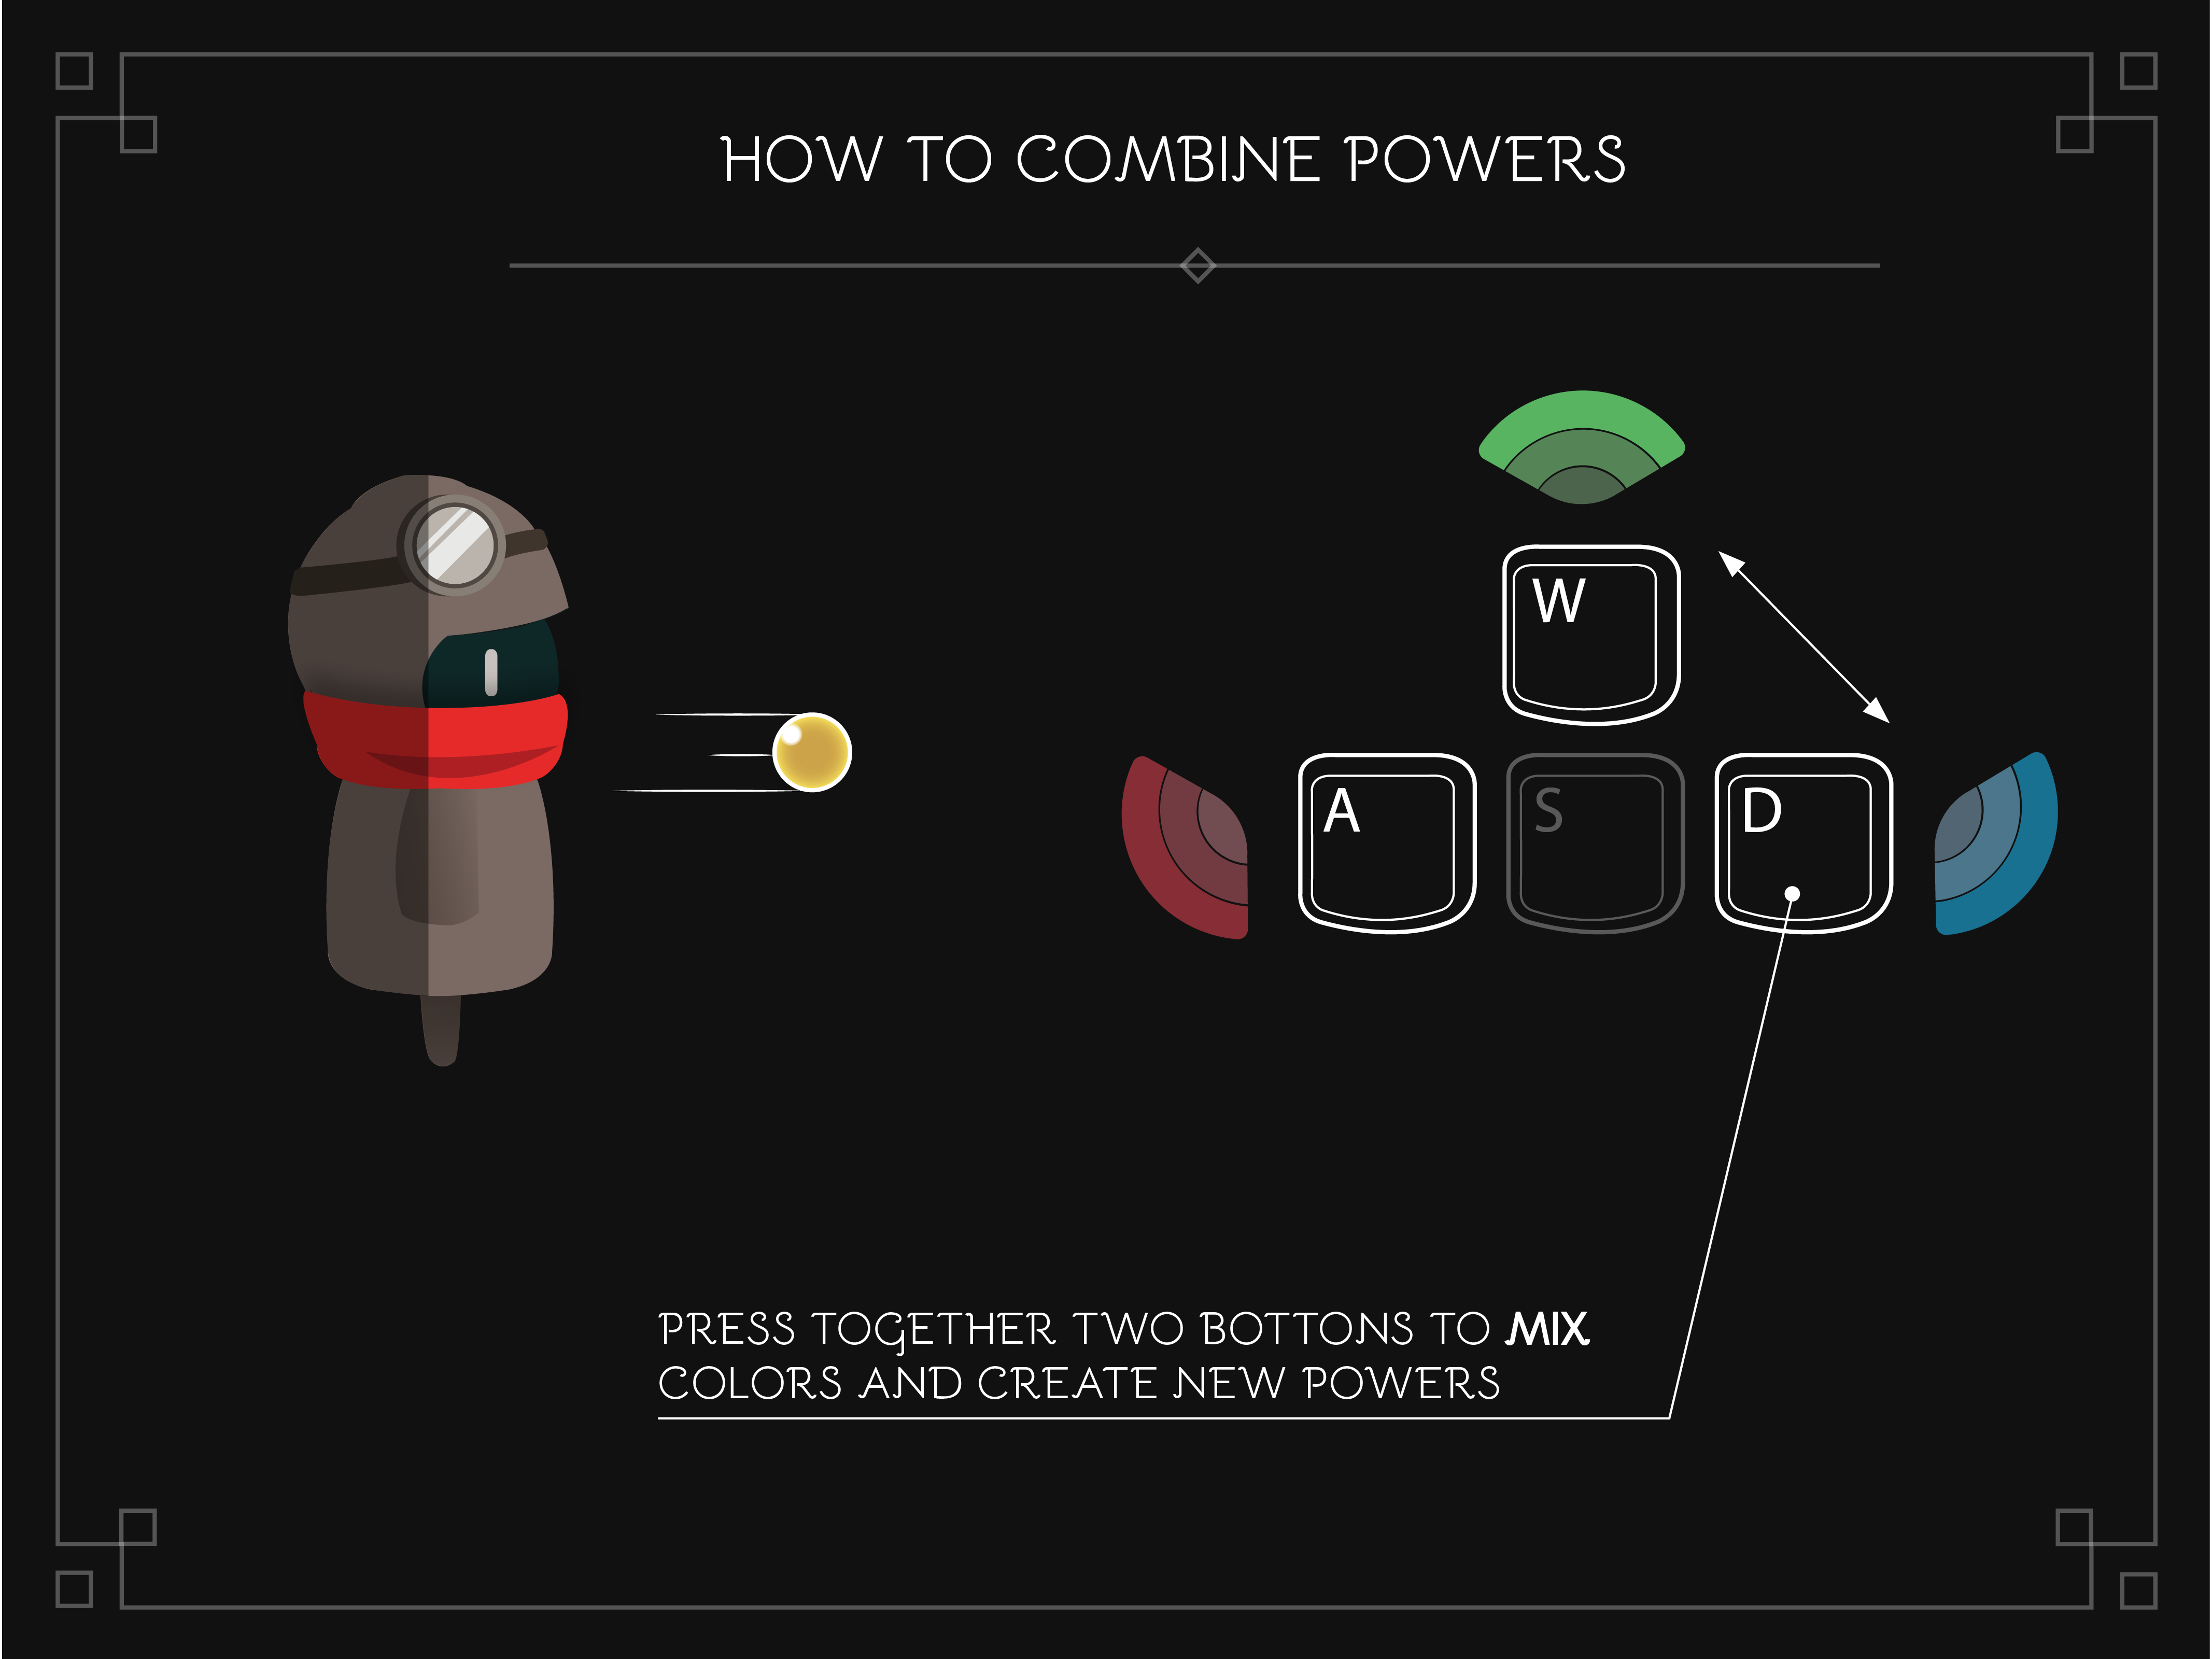 HOW TO COMBINE POWERS
W
A S D
PRESS TOGETHER TWO BOTTONS TO MIX
COLORS AND CREATE NEW POWERS